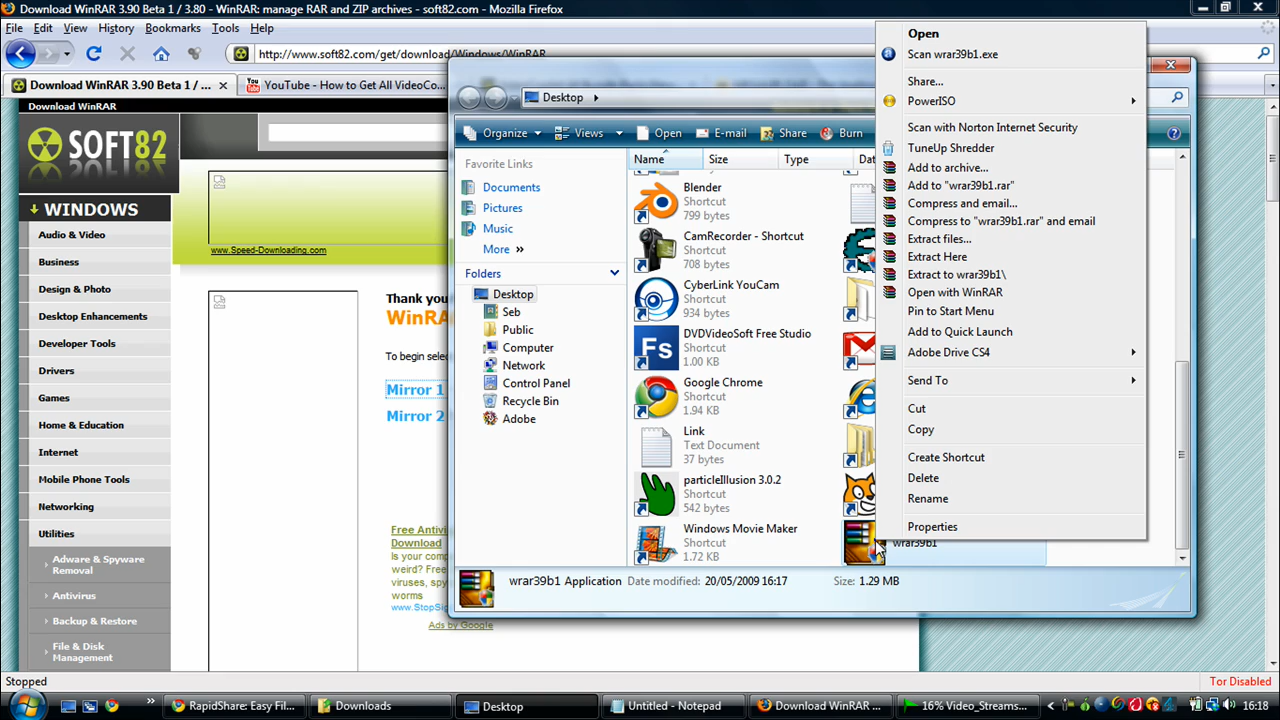 Download WinRAR 3.90 Beta 1 / 3.80 - WinRAR: manage RAR and ZIP archives - soft82.com - Mozilla Firefox
File Edit View History Bookmarks Tools Help
http://www.soft82.com/get/download/Windows/WinRAR
Download WinRAR 3.90 Beta 1 / ...
YouTube - How to Get All VideoCo...
Download WinRAR
SOFT82
WINDOWS
Audio & Video
Business
Design & Photo
Desktop Enhancements
Developer Tools
Drivers
Games
Home & Education
Internet
Mobile Phone Tools
Networking
Utilities
Adware & Spyware
Removal
Antivirus
Backup & Restore
File & Disk
Management
www.Speed-Downloading.com
Thank you
WinRA
To begin selec
Mirror 1
Mirror 2
Free Antivi
Download
Is your compu
viruses, spyw
worms
www.StopSig
Ads by Google
Desktop
Organize Views Open E-mail Share Burn
Favorite Links
Documents
Pictures
Music
More »
Folders
Desktop
Seb
Public
Computer
Network
Control Panel
Recycle Bin
Adobe
Name Size Type Dat
Blender
Shortcut
799 bytes
CamRecorder - Shortcut
Shortcut
708 bytes
CyberLink YouCam
Shortcut
934 bytes
DVDVideoSoft Free Studio
Shortcut
1.00 KB
Google Chrome
Shortcut
1.94 KB
Link
Text Document
37 bytes
particleIllusion 3.0.2
Shortcut
542 bytes
Windows Movie Maker
Shortcut
1.72 KB
wrar39b1
wrar39b1 Application Date modified: 20/05/2009 16:17 Size: 1.29 MB
Open
Scan wrar39b1.exe
Share...
PowerISO
Scan with Norton Internet Security
TuneUp Shredder
Add to archive...
Add to "wrar39b1.rar"
Compress and email...
Compress to "wrar39b1.rar" and email
Extract files...
Extract Here
Extract to wrar39b1\
Open with WinRAR
Pin to Start Menu
Add to Quick Launch
Adobe Drive CS4
Send To
Cut
Copy
Create Shortcut
Delete
Rename
Properties
Stopped
Tor Disabled
RapidShare: Easy Fil...
Downloads
Desktop
Untitled - Notepad
Download WinRAR ...
16% Video_Streams...
16:18